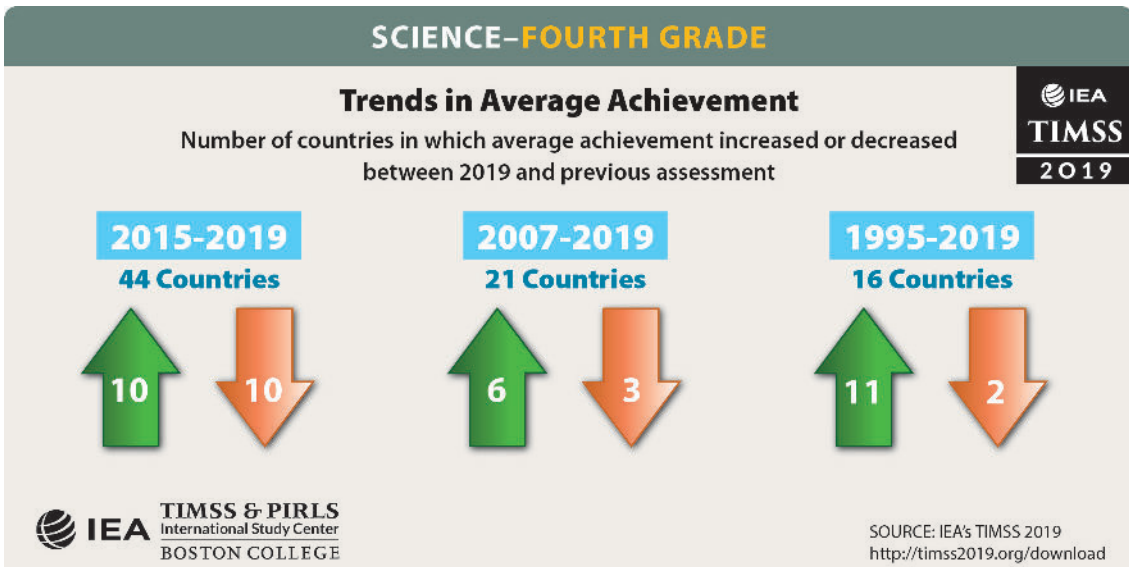 SCIENCE–FOURTH GRADE
Trends in Average Achievement
Number of countries in which average achievement increased or decreased
between 2019 and previous assessment
IEA
TIMSS
2019
2015-2019
44 Countries
10
10
2007-2019
21 Countries
6
3
1995-2019
16 Countries
11
2
IEA
TIMSS & PIRLS
International Study Center
BOSTON COLLEGE
SOURCE: IEA's TIMSS 2019
http://timss2019.org/download